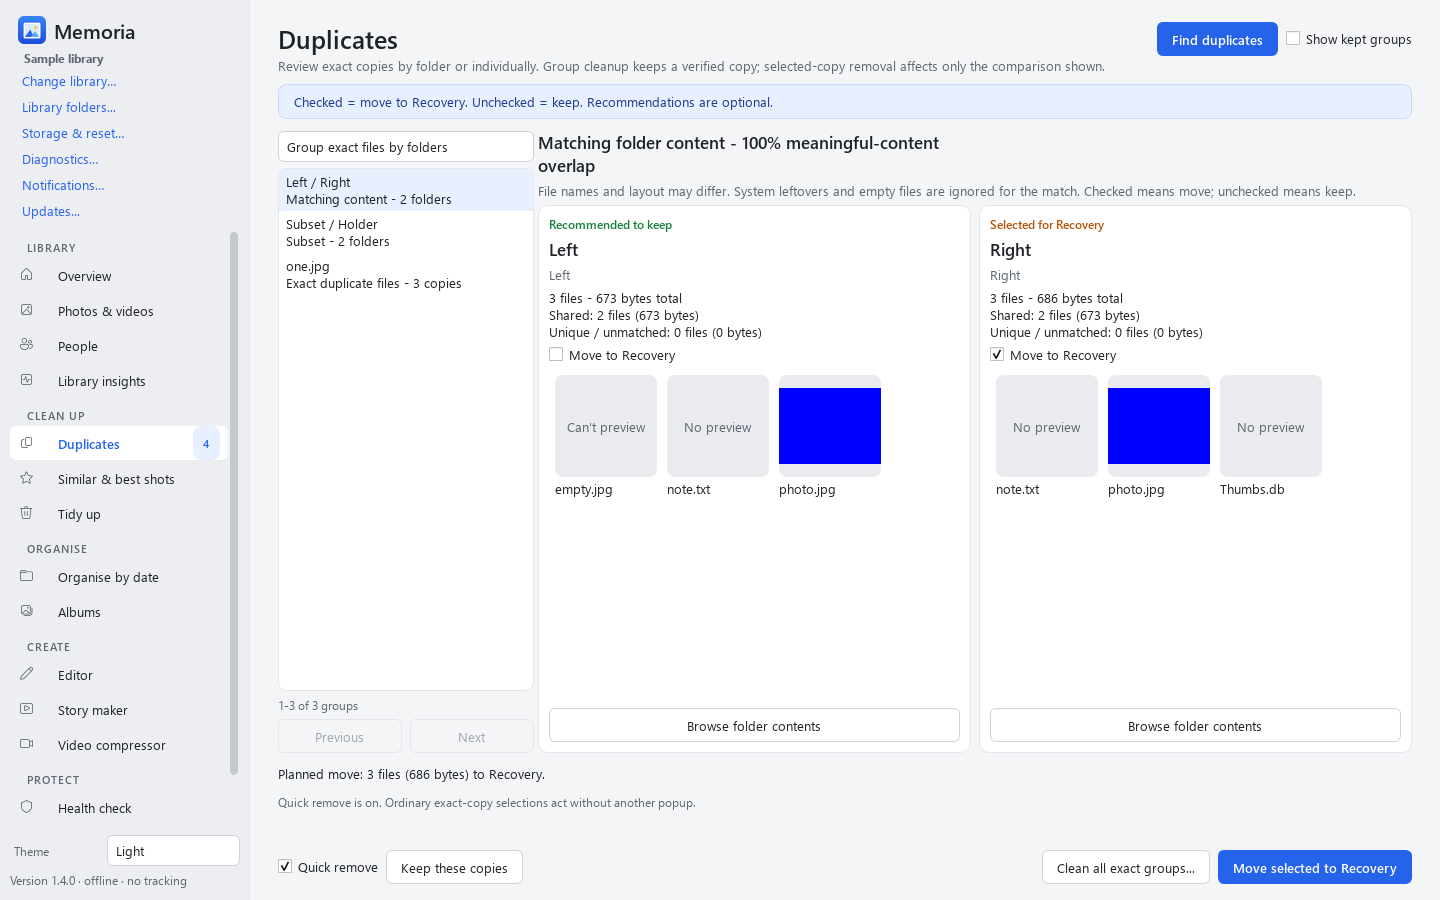 Memoria
Sample library
Change library...
Library folders...
Storage & reset...
Diagnostics...
Notifications...
Updates...
LIBRARY
Overview
Photos & videos
People
Library insights
CLEAN UP
Duplicates 4
Similar & best shots
Tidy up
ORGANISE
Organise by date
Albums
CREATE
Editor
Story maker
Video compressor
PROTECT
Health check
Theme Light
Version 1.4.0 · offline · no tracking
Duplicates
Find duplicates Show kept groups
Review exact copies by folder or individually. Group cleanup keeps a verified copy; selected-copy removal affects only the comparison shown.
Checked = move to Recovery. Unchecked = keep. Recommendations are optional.
Group exact files by folders
Left / Right
Matching content - 2 folders
Subset / Holder
Subset - 2 folders
one.jpg
Exact duplicate files - 3 copies
1-3 of 3 groups
Previous Next
Matching folder content - 100% meaningful-content
overlap
File names and layout may differ. System leftovers and empty files are ignored for the match. Checked means move; unchecked means keep.
Recommended to keep
Left
Left
3 files - 673 bytes total
Shared: 2 files (673 bytes)
Unique / unmatched: 0 files (0 bytes)
Move to Recovery
Can't preview No preview
empty.jpg note.txt photo.jpg
Browse folder contents
Selected for Recovery
Right
Right
3 files - 686 bytes total
Shared: 2 files (673 bytes)
Unique / unmatched: 0 files (0 bytes)
Move to Recovery
No preview No preview
note.txt photo.jpg Thumbs.db
Browse folder contents
Planned move: 3 files (686 bytes) to Recovery.
Quick remove is on. Ordinary exact-copy selections act without another popup.
Quick remove Keep these copies Clean all exact groups... Move selected to Recovery